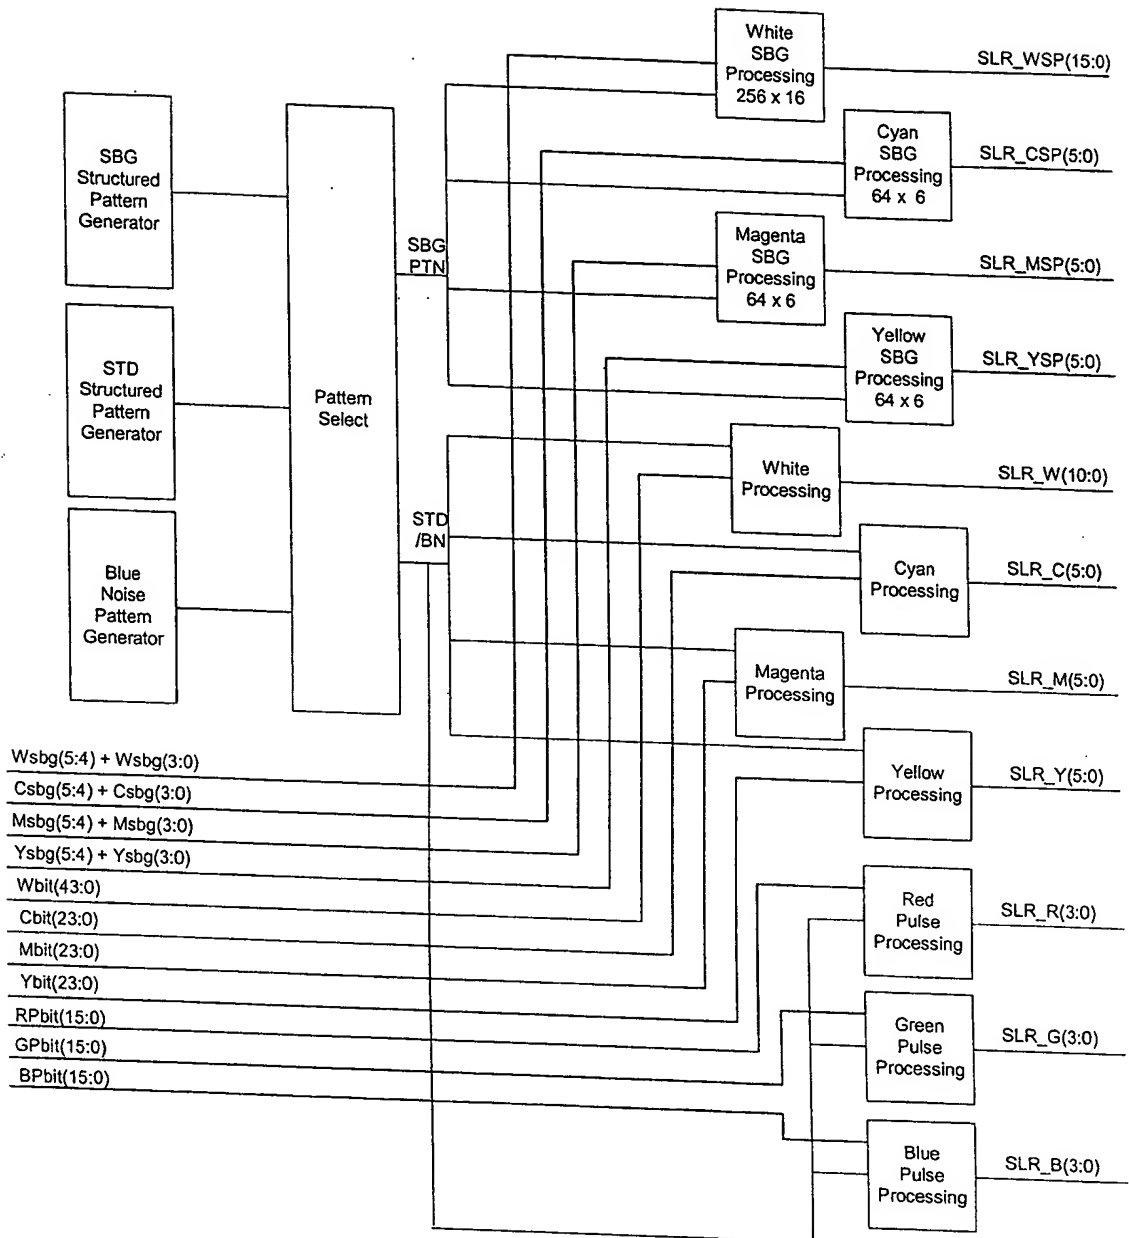 SBG
Structured
Pattern
Generator
STD
Structured
Pattern
Generator
Blue
Noise
Pattern
Generator
Pattern
Select
SBG
PTN
STD
/BN
White
SBG
Processing
256 x 16
SLR_WSP(15:0)
Cyan
SBG
Processing
64 x 6
SLR_CSP(5:0)
Magenta
SBG
Processing
64 x 6
SLR_MSP(5:0)
Yellow
SBG
Processing
64 x 6
SLR_YSP(5:0)
White
Processing
SLR_W(10:0)
Cyan
Processing
SLR_C(5:0)
Magenta
Processing
SLR_M(5:0)
Yellow
Processing
SLR_Y(5:0)
Red
Pulse
Processing
SLR_R(3:0)
Green
Pulse
Processing
SLR_G(3:0)
Blue
Pulse
Processing
SLR_B(3:0)
Wsbg(5:4) + Wsbg(3:0)
Csbg(5:4) + Csbg(3:0)
Msbg(5:4) + Msbg(3:0)
Ysbg(5:4) + Ysbg(3:0)
Wbit(43:0)
Cbit(23:0)
Mbit(23:0)
Ybit(23:0)
RPbit(15:0)
GPbit(15:0)
BPbit(15:0)